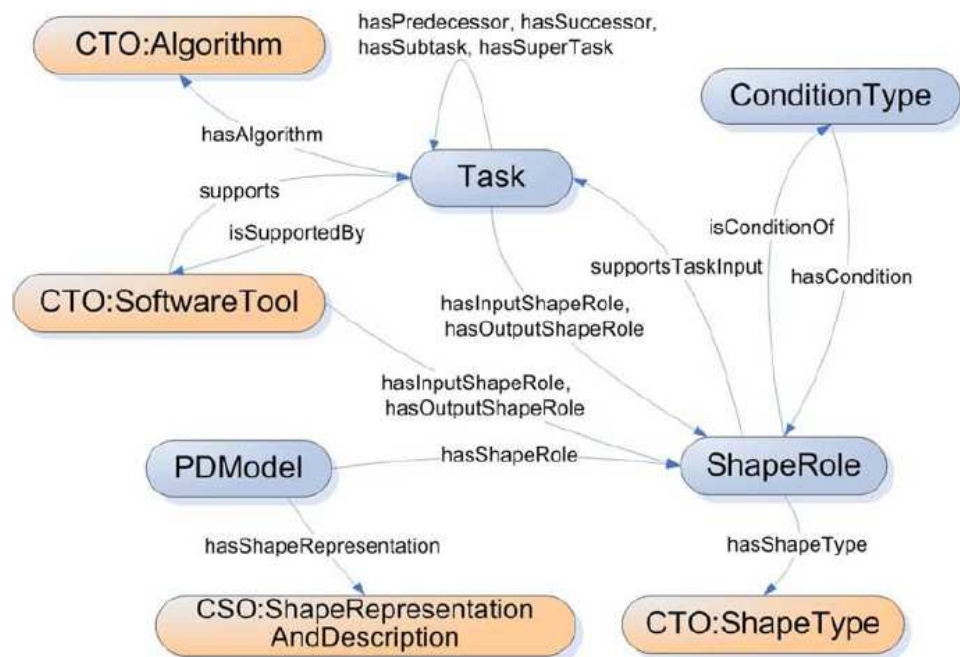 hasPredecessor, hasSuccessor,
hasSubtask, hasSuperTask
CTO:Algorithm
ConditionType
hasAlgorithm
Task
supports
isSupportedBy
isConditionOf
supportsTaskInput
hasCondition
CTO:SoftwareTool
hasInputShapeRole,
hasOutputShapeRole
hasInputShapeRole,
hasOutputShapeRole
PDModel
hasShapeRole
ShapeRole
hasShapeRepresentation
hasShapeType
CSO:ShapeRepresentation
AndDescription
CTO:ShapeType